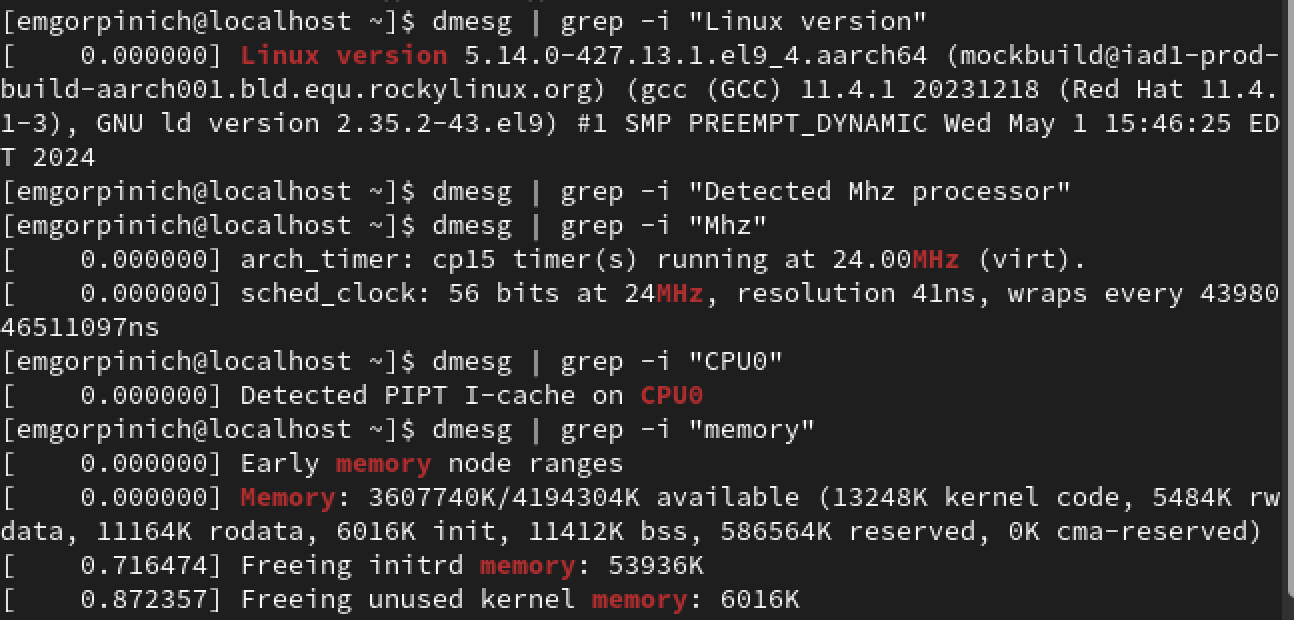 [emgorpinich@localhost ~]$ dmesg | grep -i "Linux version"
[    0.000000] Linux version 5.14.0-427.13.1.el9_4.aarch64 (mockbuild@iad1-prod-
build-aarch001.bld.equ.rockylinux.org) (gcc (GCC) 11.4.1 20231218 (Red Hat 11.4.
1-3), GNU ld version 2.35.2-43.el9) #1 SMP PREEMPT_DYNAMIC Wed May 1 15:46:25 ED
T 2024
[emgorpinich@localhost ~]$ dmesg | grep -i "Detected Mhz processor"
[emgorpinich@localhost ~]$ dmesg | grep -i "Mhz"
[    0.000000] arch_timer: cp15 timer(s) running at 24.00MHz (virt).
[    0.000000] sched_clock: 56 bits at 24MHz, resolution 41ns, wraps every 43980
46511097ns
[emgorpinich@localhost ~]$ dmesg | grep -i "CPU0"
[    0.000000] Detected PIPT I-cache on CPU0
[emgorpinich@localhost ~]$ dmesg | grep -i "memory"
[    0.000000] Early memory node ranges
[    0.000000] Memory: 3607740K/4194304K available (13248K kernel code, 5484K rw
data, 11164K rodata, 6016K init, 11412K bss, 586564K reserved, 0K cma-reserved)
[    0.716474] Freeing initrd memory: 53936K
[    0.872357] Freeing unused kernel memory: 6016K